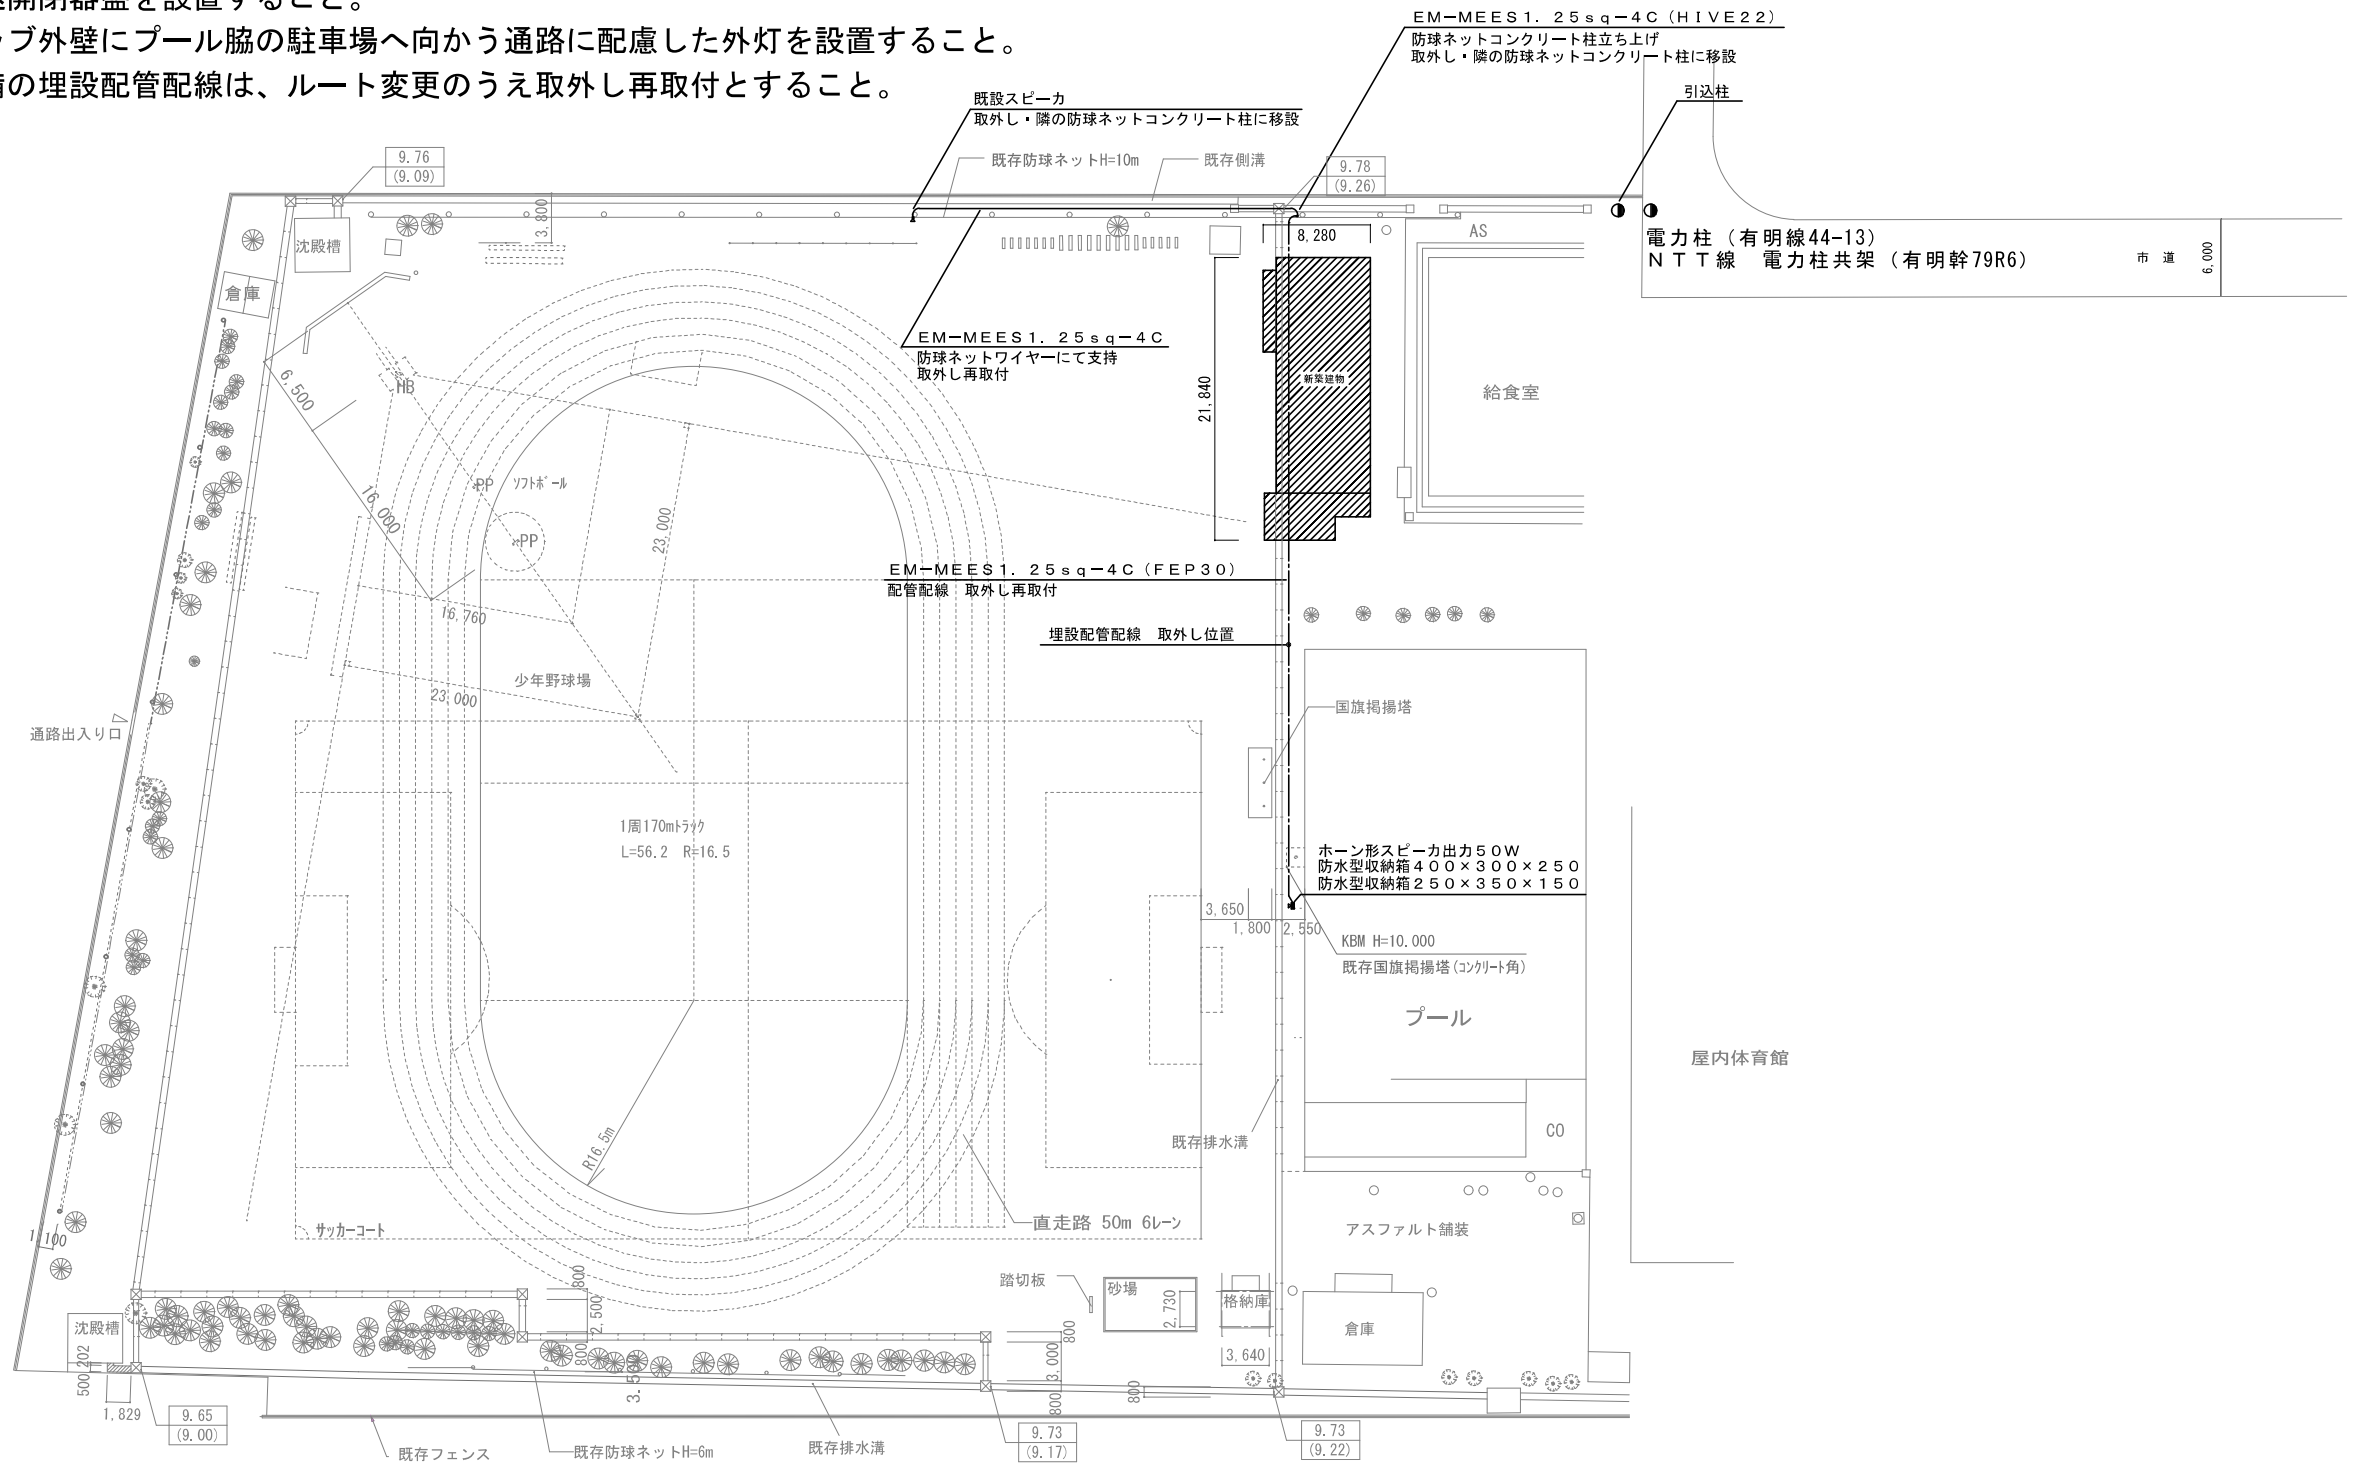 開閉器盤を設置すること。
ブ外壁にプール脇の駐車場へ向かう通路に配慮した外灯を設置すること。
の埋設配管配線は、ルート変更のうえ取外し再取付とすること。
EM−MEES1. 25sq−4C(HIVE22)
防球ネットコンクリート柱立ち上げ
取外し・隣の防球ネットコンクリート柱に移設
既設スピーカ
取外し・隣の防球ネットコンクリート柱に移設
引込柱
既存防球ネットH=10m
既存側溝
9.76
(9.09)
9.78
(9.26)
3,800
沈殿槽
倉庫
8,280
AS
電力柱(有明線44-13)
NTT線 電力柱共架(有明幹79R6)
市 道
6,000
EM−MEES1. 25sq−4C
防球ネットワイヤーにて支持
取外し再取付
HB
6,500
21,840
新築建物
給食室
16,000
PP
ソフトボール
PP
23,000
EM−MEES1. 25sq−4C(FEP30)
配管配線 取外し再取付
16,760
埋設配管配線 取外し位置
少年野球場
23,000
国旗掲揚塔
通路出入り口
1周170mトラック
L=56.2 R=16.5
ホーン形スピーカ出力50W
防水型収納箱400×300×250
防水型収納箱250×350×150
3,650
1,800
2,550
KBM H=10.000
既存国旗掲揚塔(コンクリート角)
プール
屋内体育館
R16.5m
既存排水溝
CO
サッカーコート
直走路 50m 6レーン
アスファルト舗装
1,100
踏切板
砂場
2,730
格納庫
倉庫
3,640
800
2,500
800
沈殿槽
202
500
1,829
3.500
800
3,000
800
800
9.65
(9.00)
既存フェンス
既存防球ネットH=6m
既存排水溝
9.73
(9.17)
9.73
(9.22)